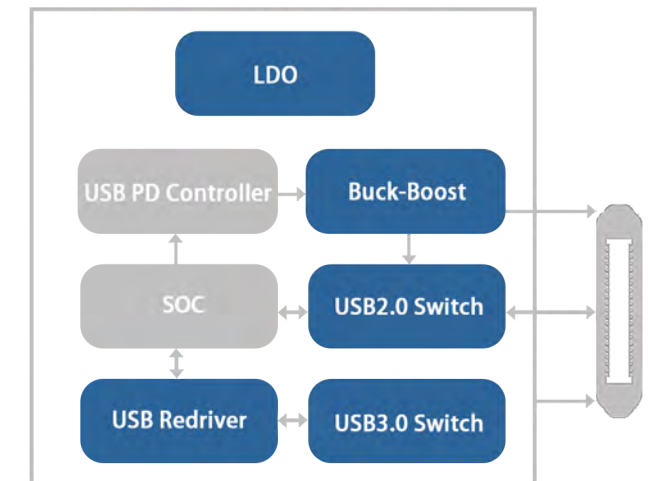 LDO
USB PD Controller
Buck-Boost
SOC
USB2.0 Switch
USB Redriver
USB3.0 Switch